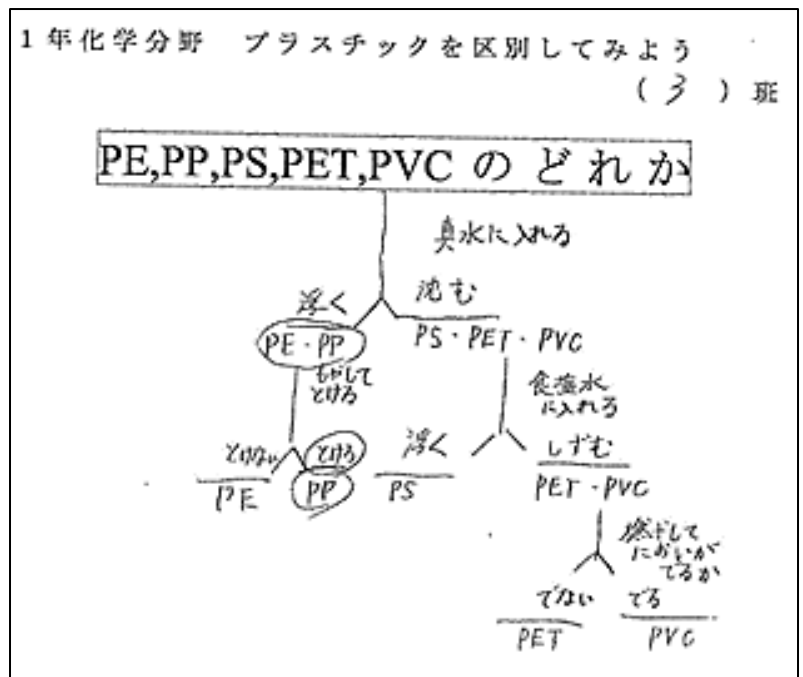 1年化学分野 プラスチックを区別してみよう
(3)班
PE,PP,PS,PET,PVCのどれか
真水に入れる
浮く
沈む
PE・PP
PS・PET・PVC
もやして
とける
食塩水
に入れる
とけない
とける
浮く
しずむ
PE
PP
PS
PET・PVC
燃やして
においが
でるか
でない
でる
PET
PVC